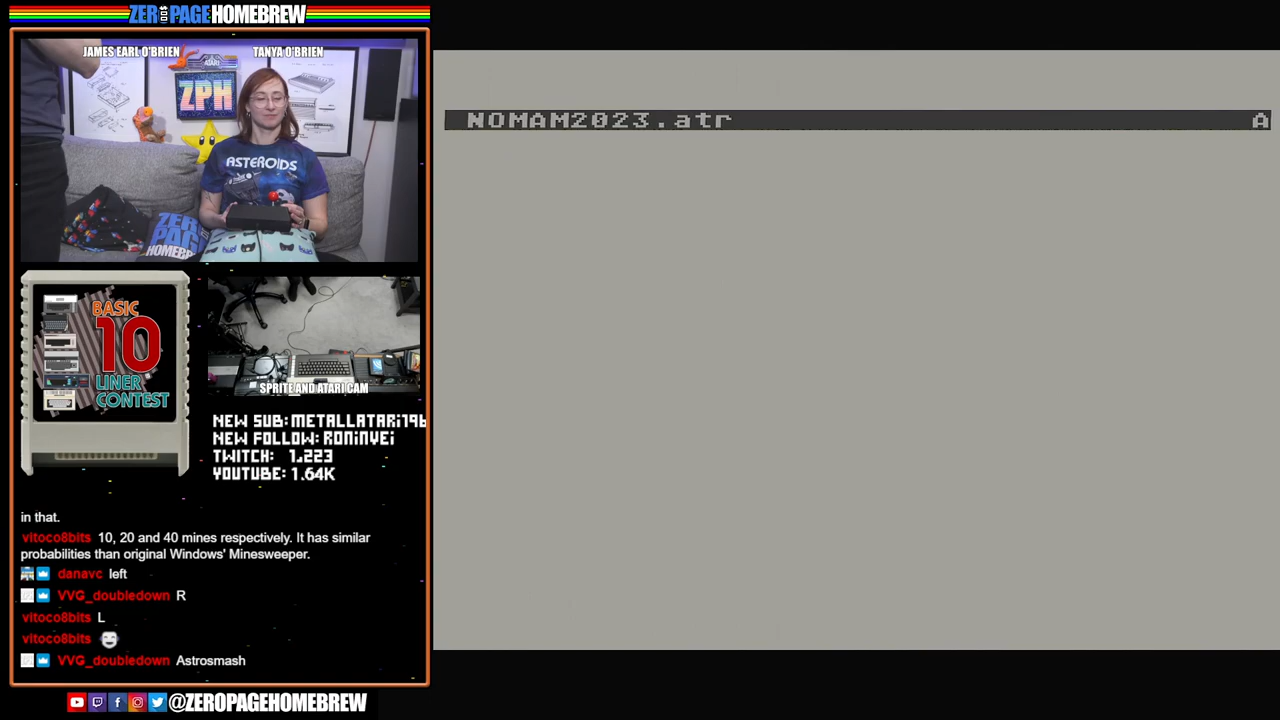 ZEROPAGE HOMEBREW
JAMES EARL O'BRIEN
TANYA O'BRIEN
ATARI
ZPH
ASTEROIDS
ZERO
PAGE
HOMEBREW
NOMAM2023.atr A
BASIC
10
LINER
CONTEST
SPRITE AND ATARI CAM
NEW SUB: METALLATARI196
NEW FOLLOW: RONINVEI
TWITCH: 1,223
YOUTUBE: 1.64K
in that.
vitoco8bits 10, 20 and 40 mines respectively. It has similar
probabilities than original Windows' Minesweeper.
danavc left
VVG_doubledown R
vitoco8bits L
vitoco8bits
VVG_doubledown Astrosmash
@ZEROPAGEHOMEBREW